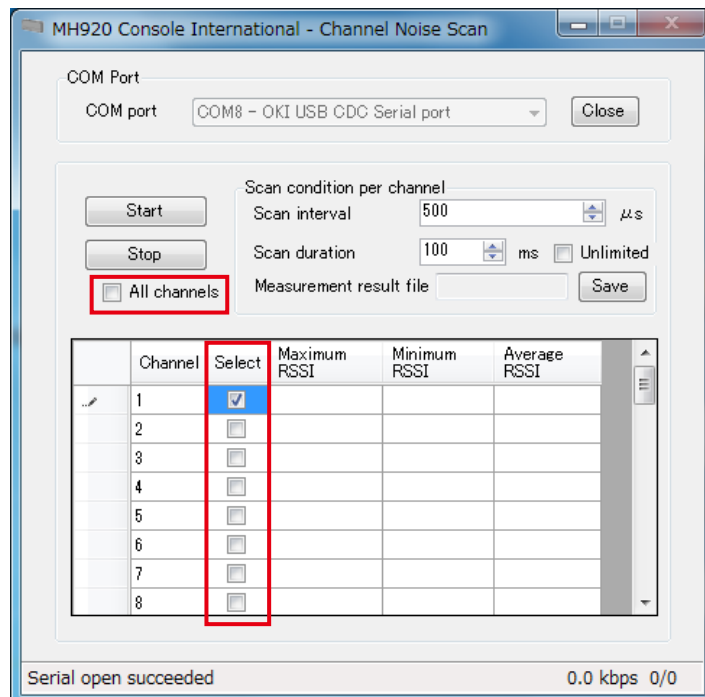 MH920 Console International - Channel Noise Scan
COM Port
COM port COM8 - OKI USB CDC Serial port Close
Scan condition per channel
Start Scan interval 500 μs
Stop Scan duration 100 ms Unlimited
All channels Measurement result file Save
Channel Select Maximum RSSI Minimum RSSI Average RSSI
1
2
3
4
5
6
7
8
Serial open succeeded 0.0 kbps 0/0